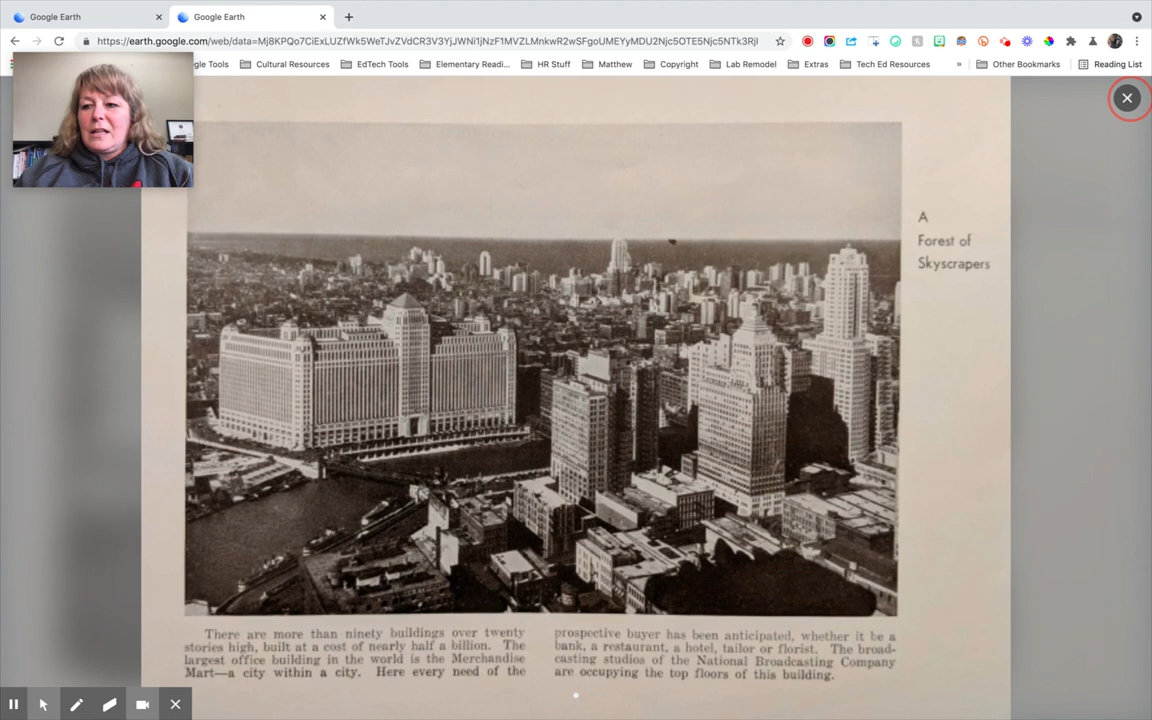 Google Earth
Google Earth
https://earth.google.com/web/data=Mj8KPQo7CiExLUZfWk5WeTJvZVdCR3V3YjJWNi1jNzF1MVZLMnkwR2wSFgoUMEYyMDU2Njc5OTE5Njc5NTk3Rjl
gle Tools
Cultural Resources
EdTech Tools
Elementary Readi...
HR Stuff
Matthew
Copyright
Lab Remodel
Extras
Tech Ed Resources
»
Other Bookmarks
Reading List
A
Forest of
Skyscrapers
There are more than ninety buildings over twenty
stories high, built at a cost of nearly half a billion. The
largest office building in the world is the Merchandise
Mart—a city within a city. Here every need of the
prospective buyer has been anticipated, whether it be a
bank, a restaurant, a hotel, tailor or florist. The broad-
casting studios of the National Broadcasting Company
are occupying the top floors of this building.